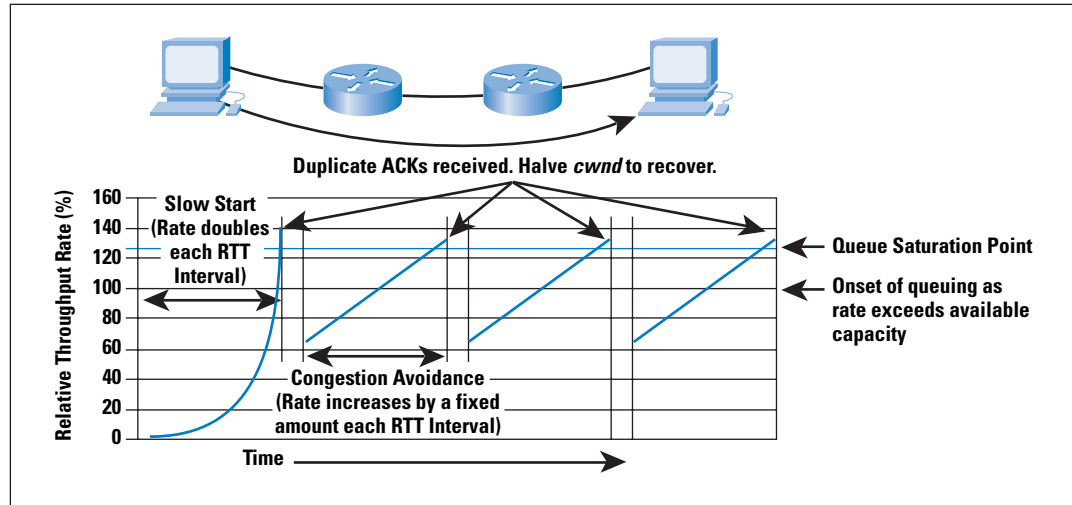 Duplicate ACKs received. Halve cwnd to recover.
Relative Throughput Rate (%)
160
140
120
100
80
60
40
20
0
Slow Start
(Rate doubles
each RTT
Interval)
Queue Saturation Point
Onset of queuing as
rate exceeds available
capacity
Congestion Avoidance
(Rate increases by a fixed
amount each RTT Interval)
Time